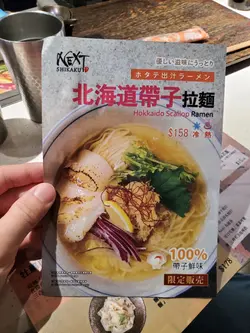 NEXT
SHIKAKU
優しい滋味にうっとり
ホタテ出汁ラーメン
北海道帶子拉麵
Hokkaido Scallop Ramen
$158 冷 熱
100%
帶子鮮味
限定販売